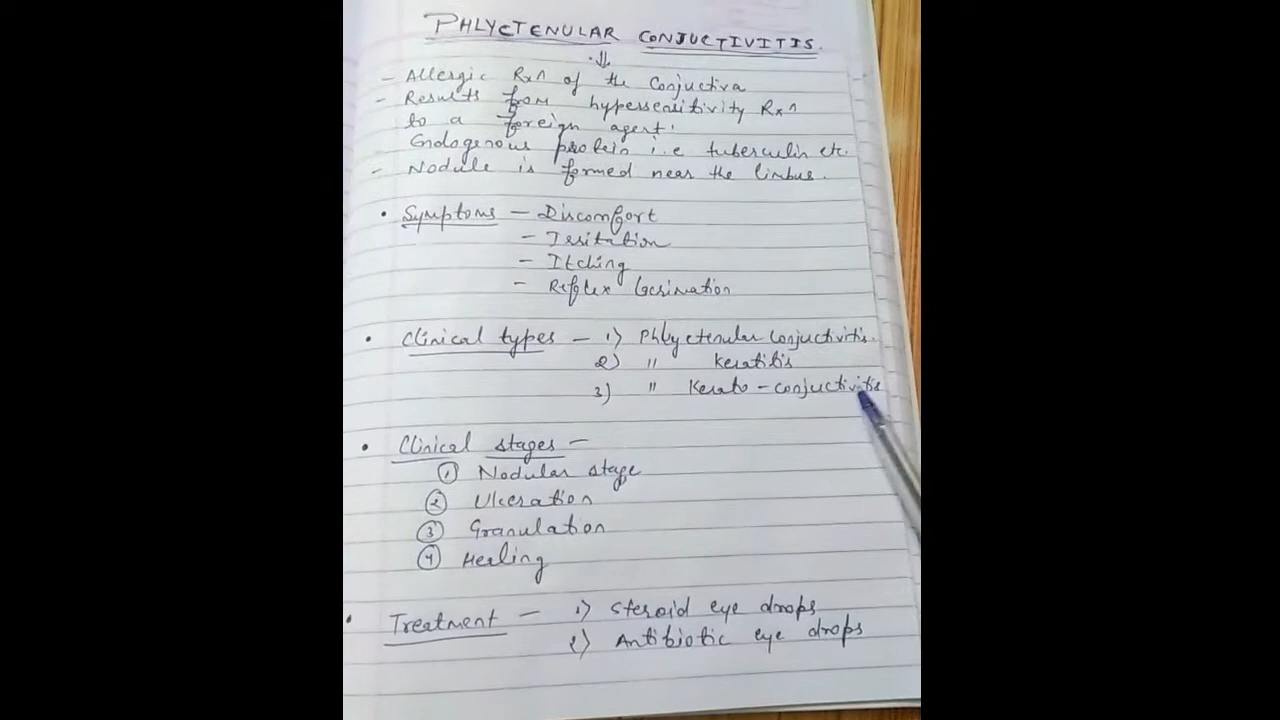 PHLYCTENULAR CONJUCTIVITIS.
⇓
- Allergic Rxn of the Conjuctiva
- Results from hypersensitivity Rxn
to a foreign agent.
Endogenous protein i.e tuberculin etc.
- Nodule is formed near the limbus.
• Symptoms - Discomfort
- Irritation
- Itching
- Reflex lacrimation
• Clinical types - 1) Phlyctenular Conjuctivitis.
2) " Keratitis
3) " Kerato-conjuctivitis
• Clinical stages -
① Nodular stage
② Ulceration
③ Granulation
④ Healing
• Treatment - 1) Steroid eye drops
2) Antibiotic eye drops